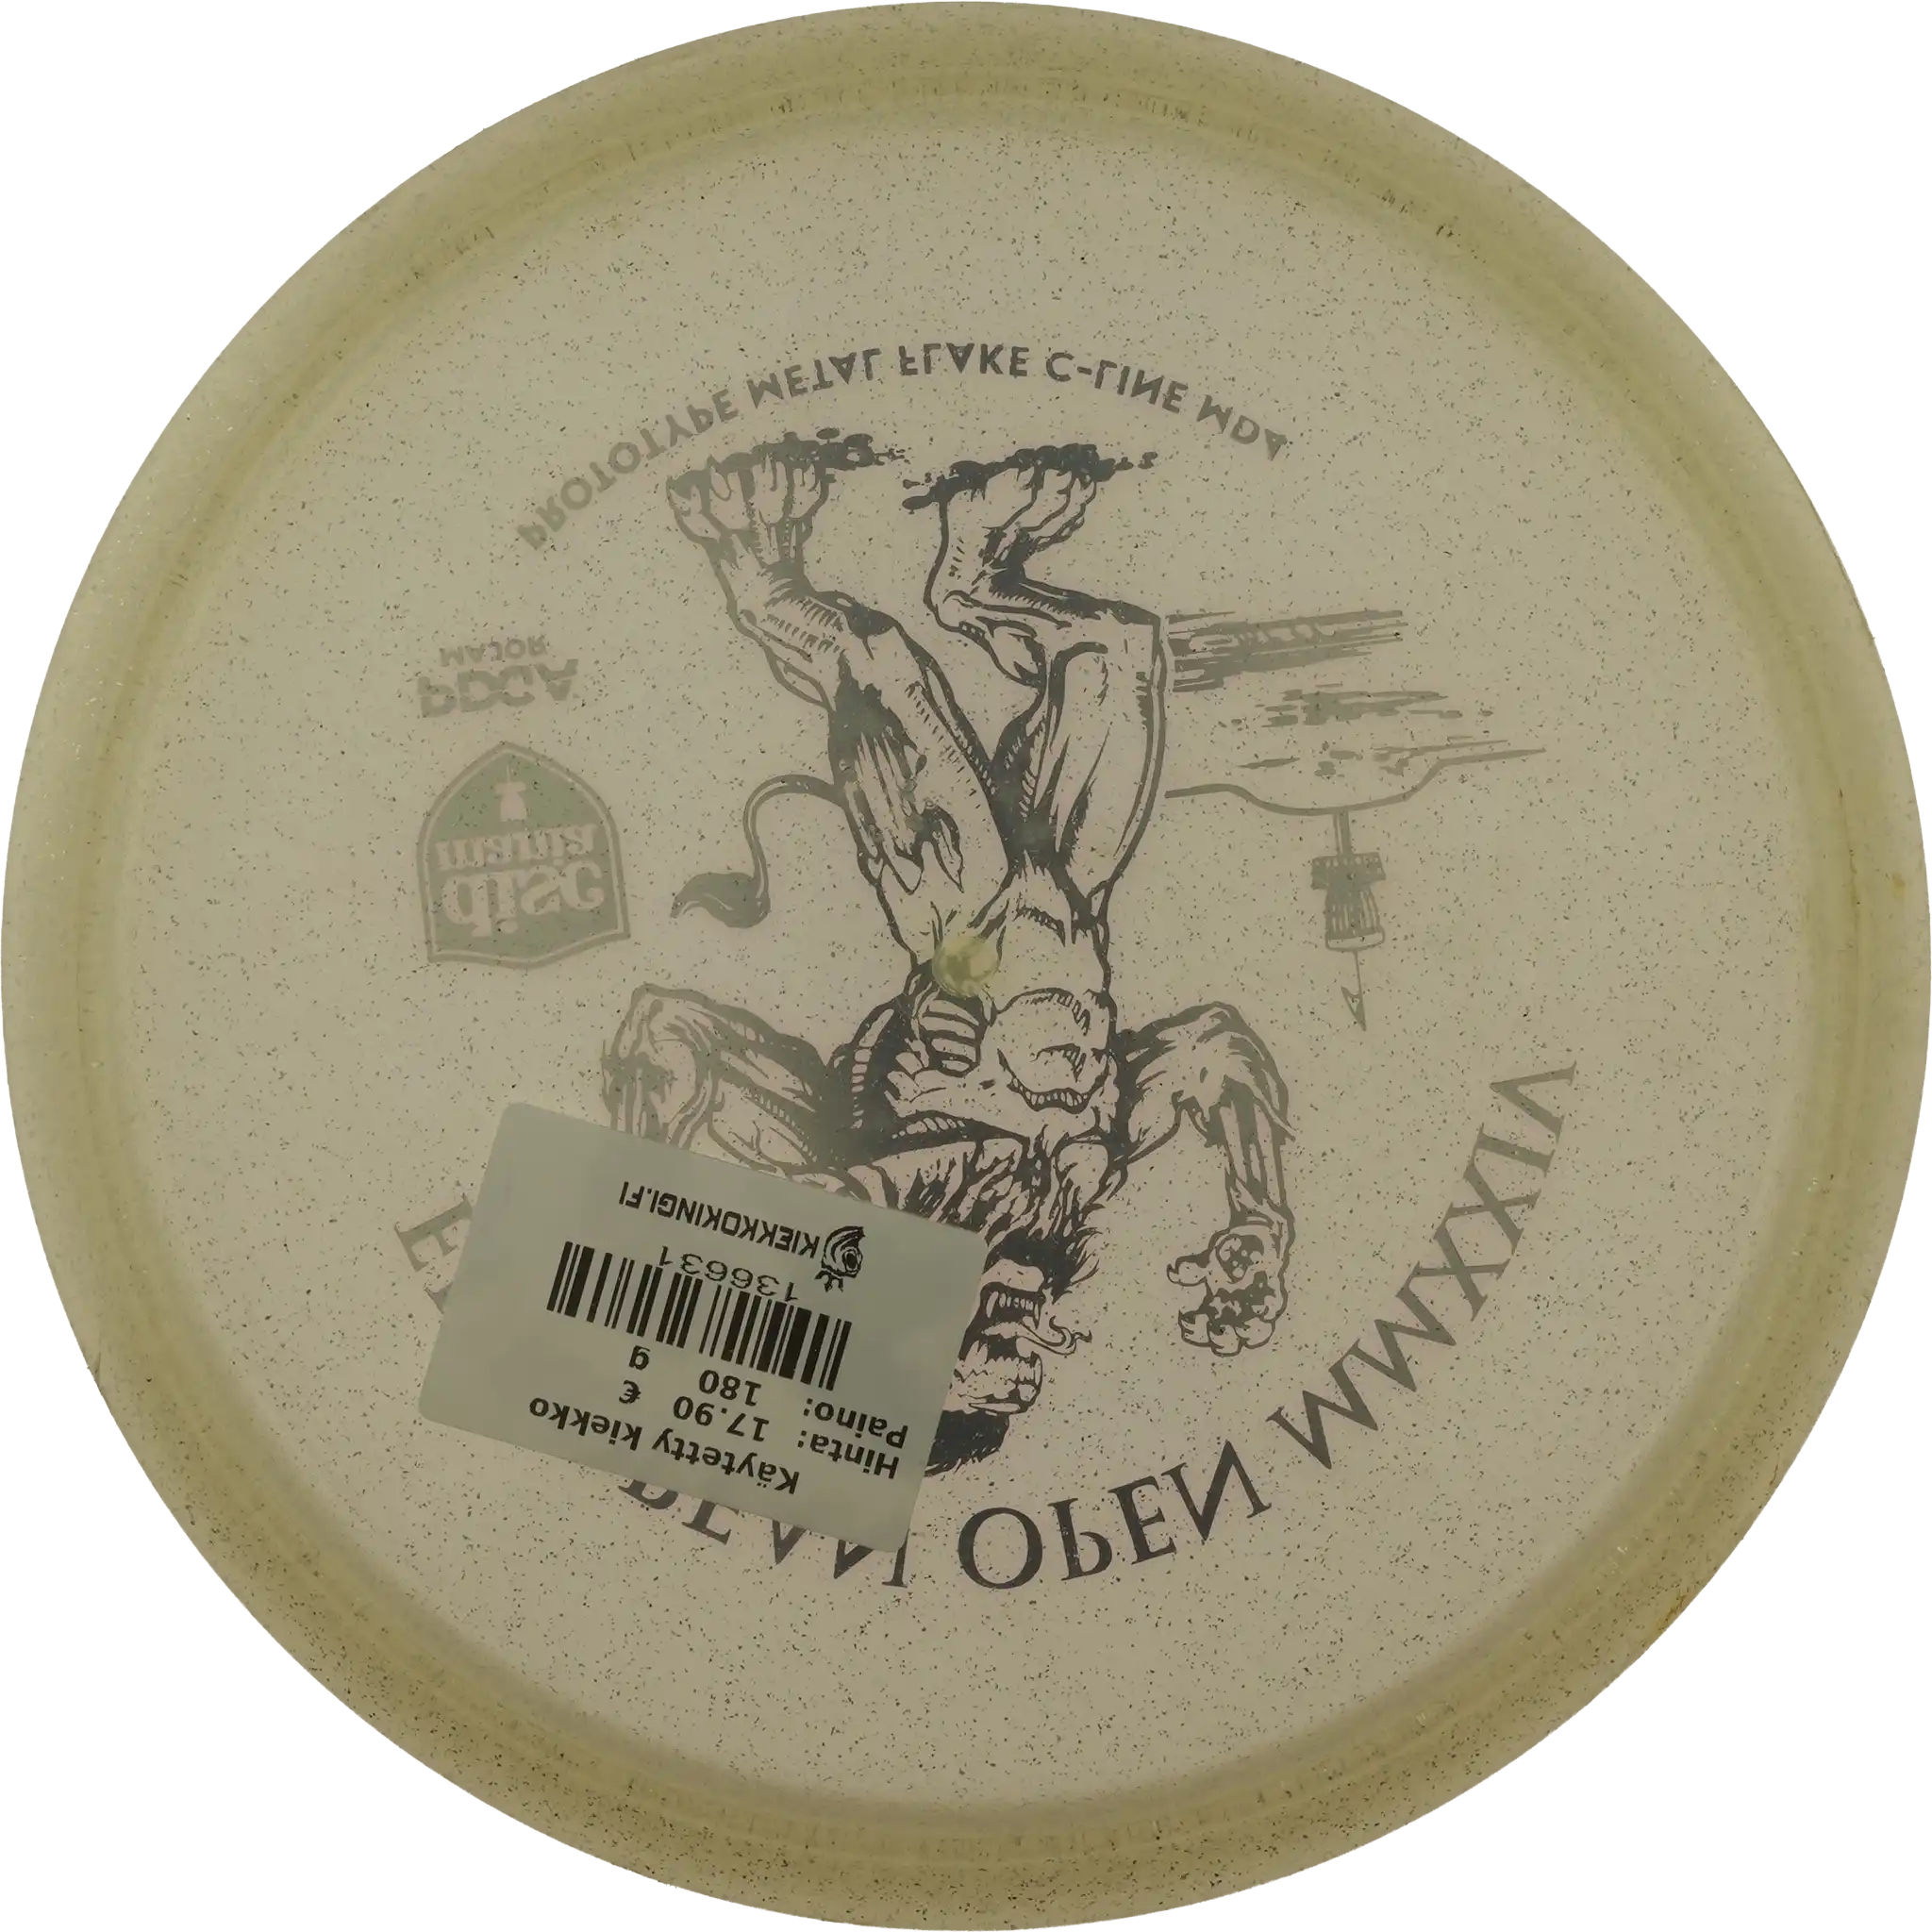 OPEN MMXXIV
disc
mania
PDGA
MAJOR
PROTOTYPE METAL FLAKE C-LINE MD4
Käytetty kiekko
Hinta: 17.90 €
Paino: 180 g
136631
KIEKKOKINGI.FI